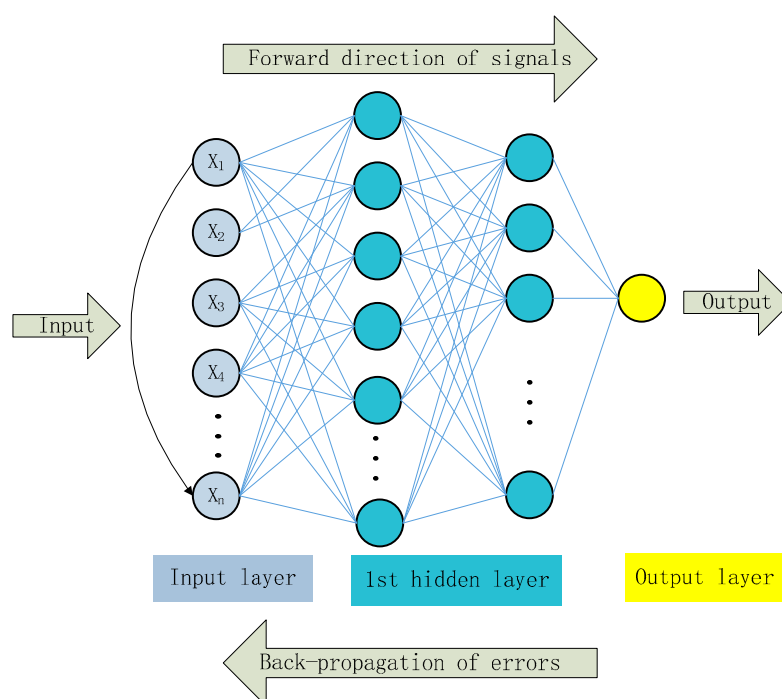 Forward direction of signals
X1
X2
X3
X4
Xn
Input
Output
Input layer
1st hidden layer
Output layer
Back-propagation of errors